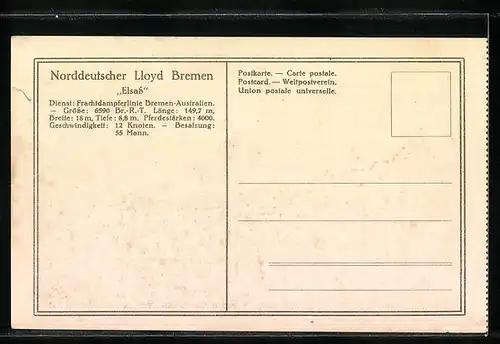 Norddeutscher Lloyd Bremen
„Elsaß“
Dienst: Frachtdampferlinie Bremen-Australien.
— Größe: 6590 Br.-R.-T. Länge: 149,7 m,
Breite: 18 m, Tiefe: 8,8 m. Pferdestärken: 4000.
Geschwindigkeit: 12 Knoten. — Besatzung:
55 Mann.
Postkarte. — Carte postale.
Postcard. — Weltpostverein.
Union postale universelle.